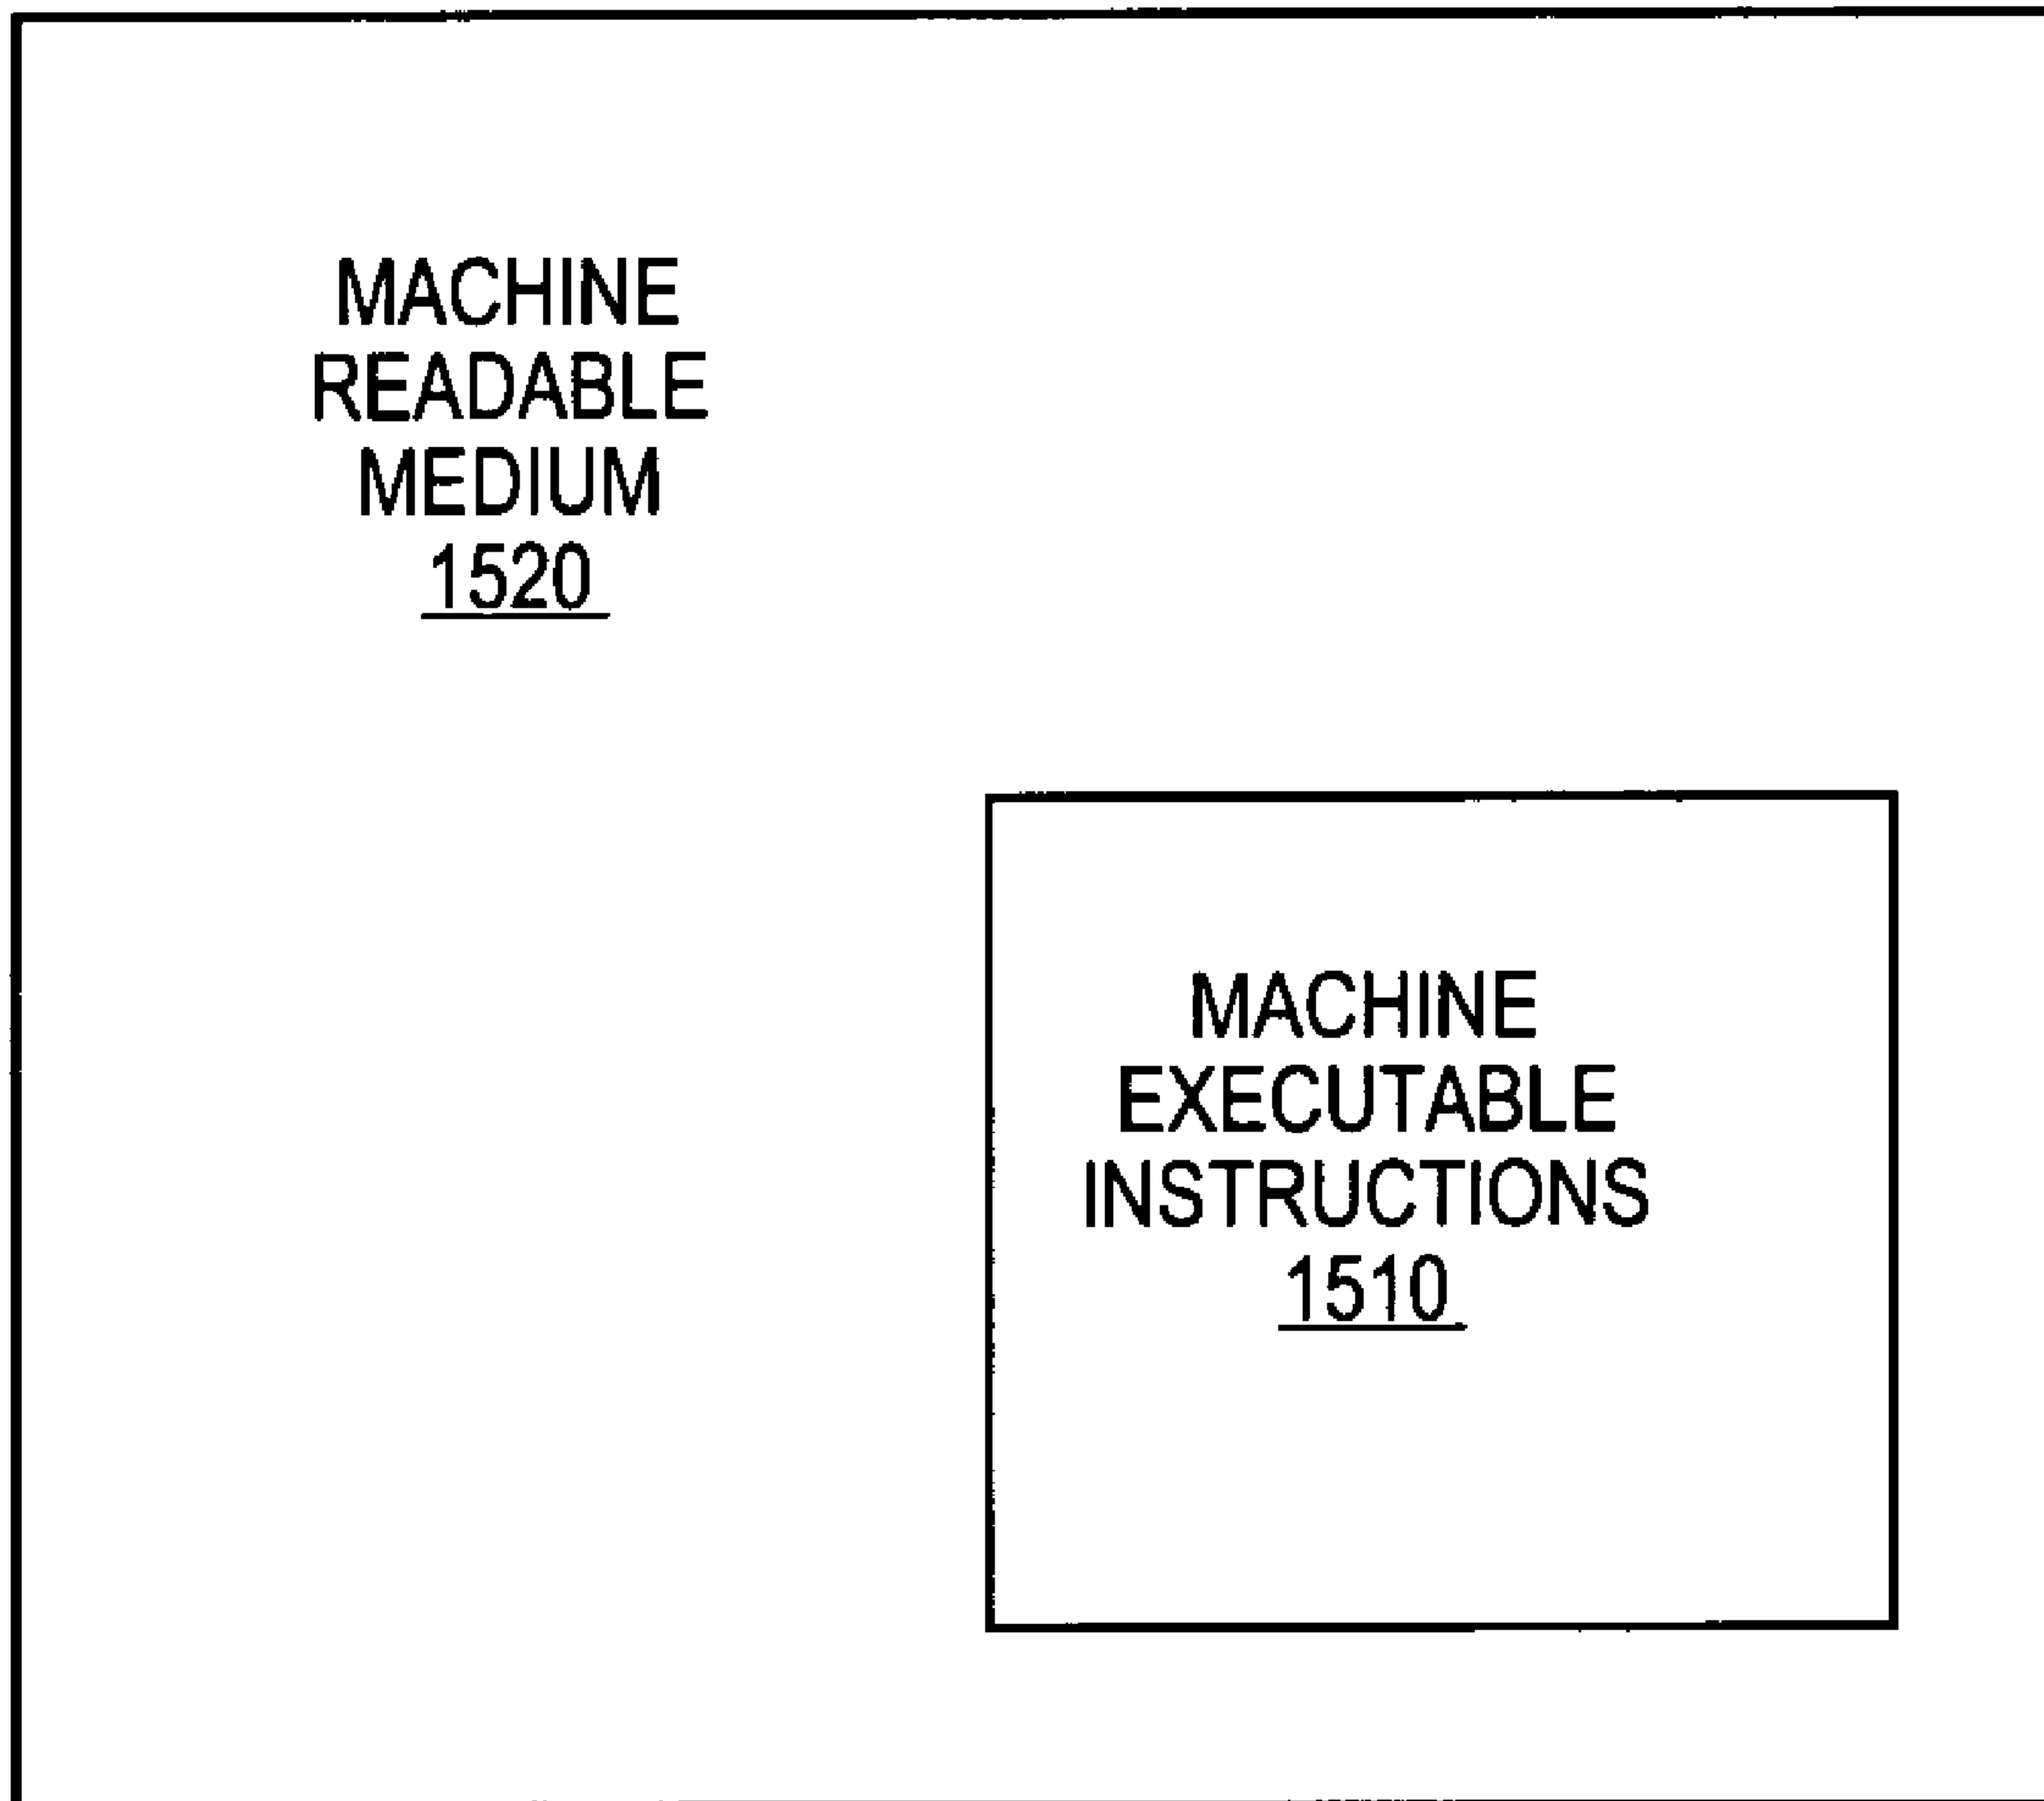 MACHINE
READABLE
MEDIUM
1520
MACHINE
EXECUTABLE
INSTRUCTIONS
1510